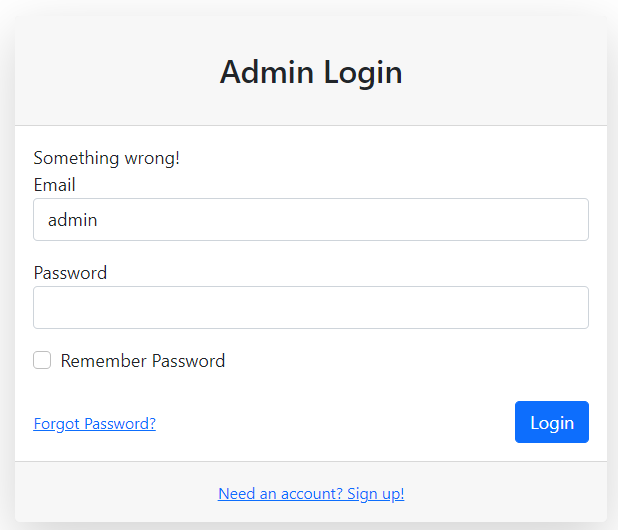 Admin Login
Something wrong!
Email
admin
Password
Remember Password
Forgot Password?
Login
Need an account? Sign up!